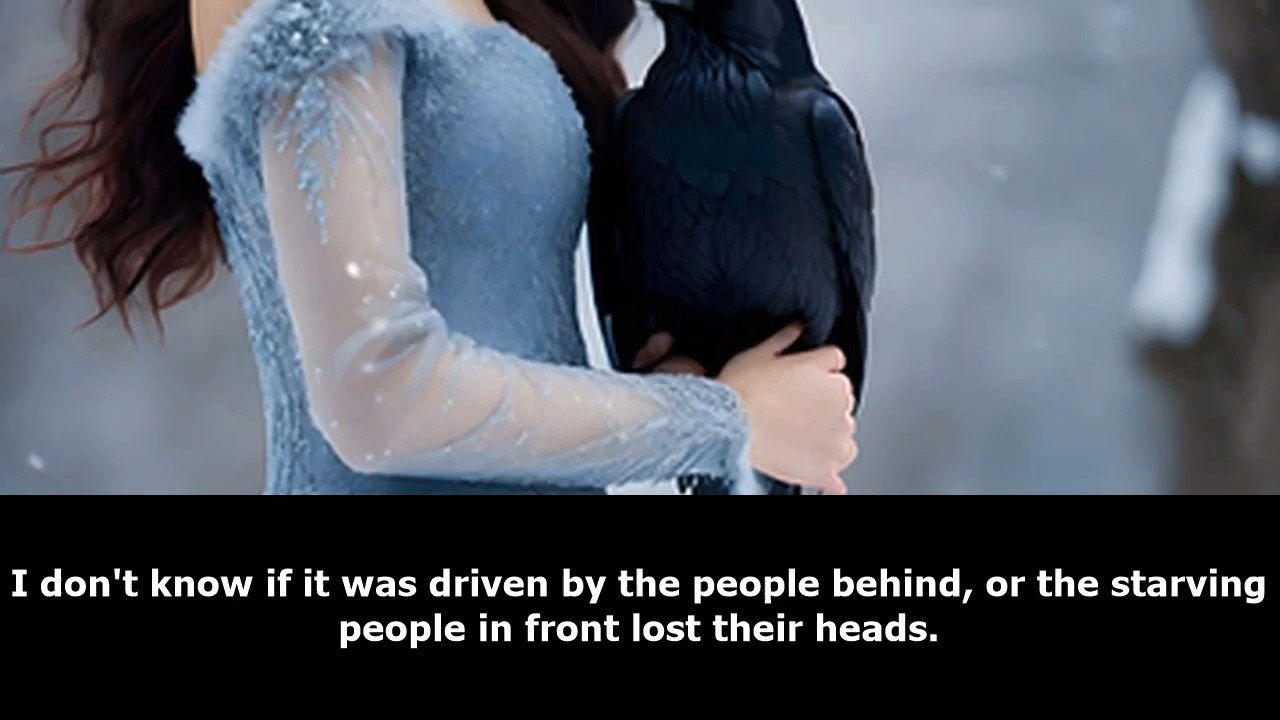 I don't know if it was driven by the people behind, or the starving
people in front lost their heads.